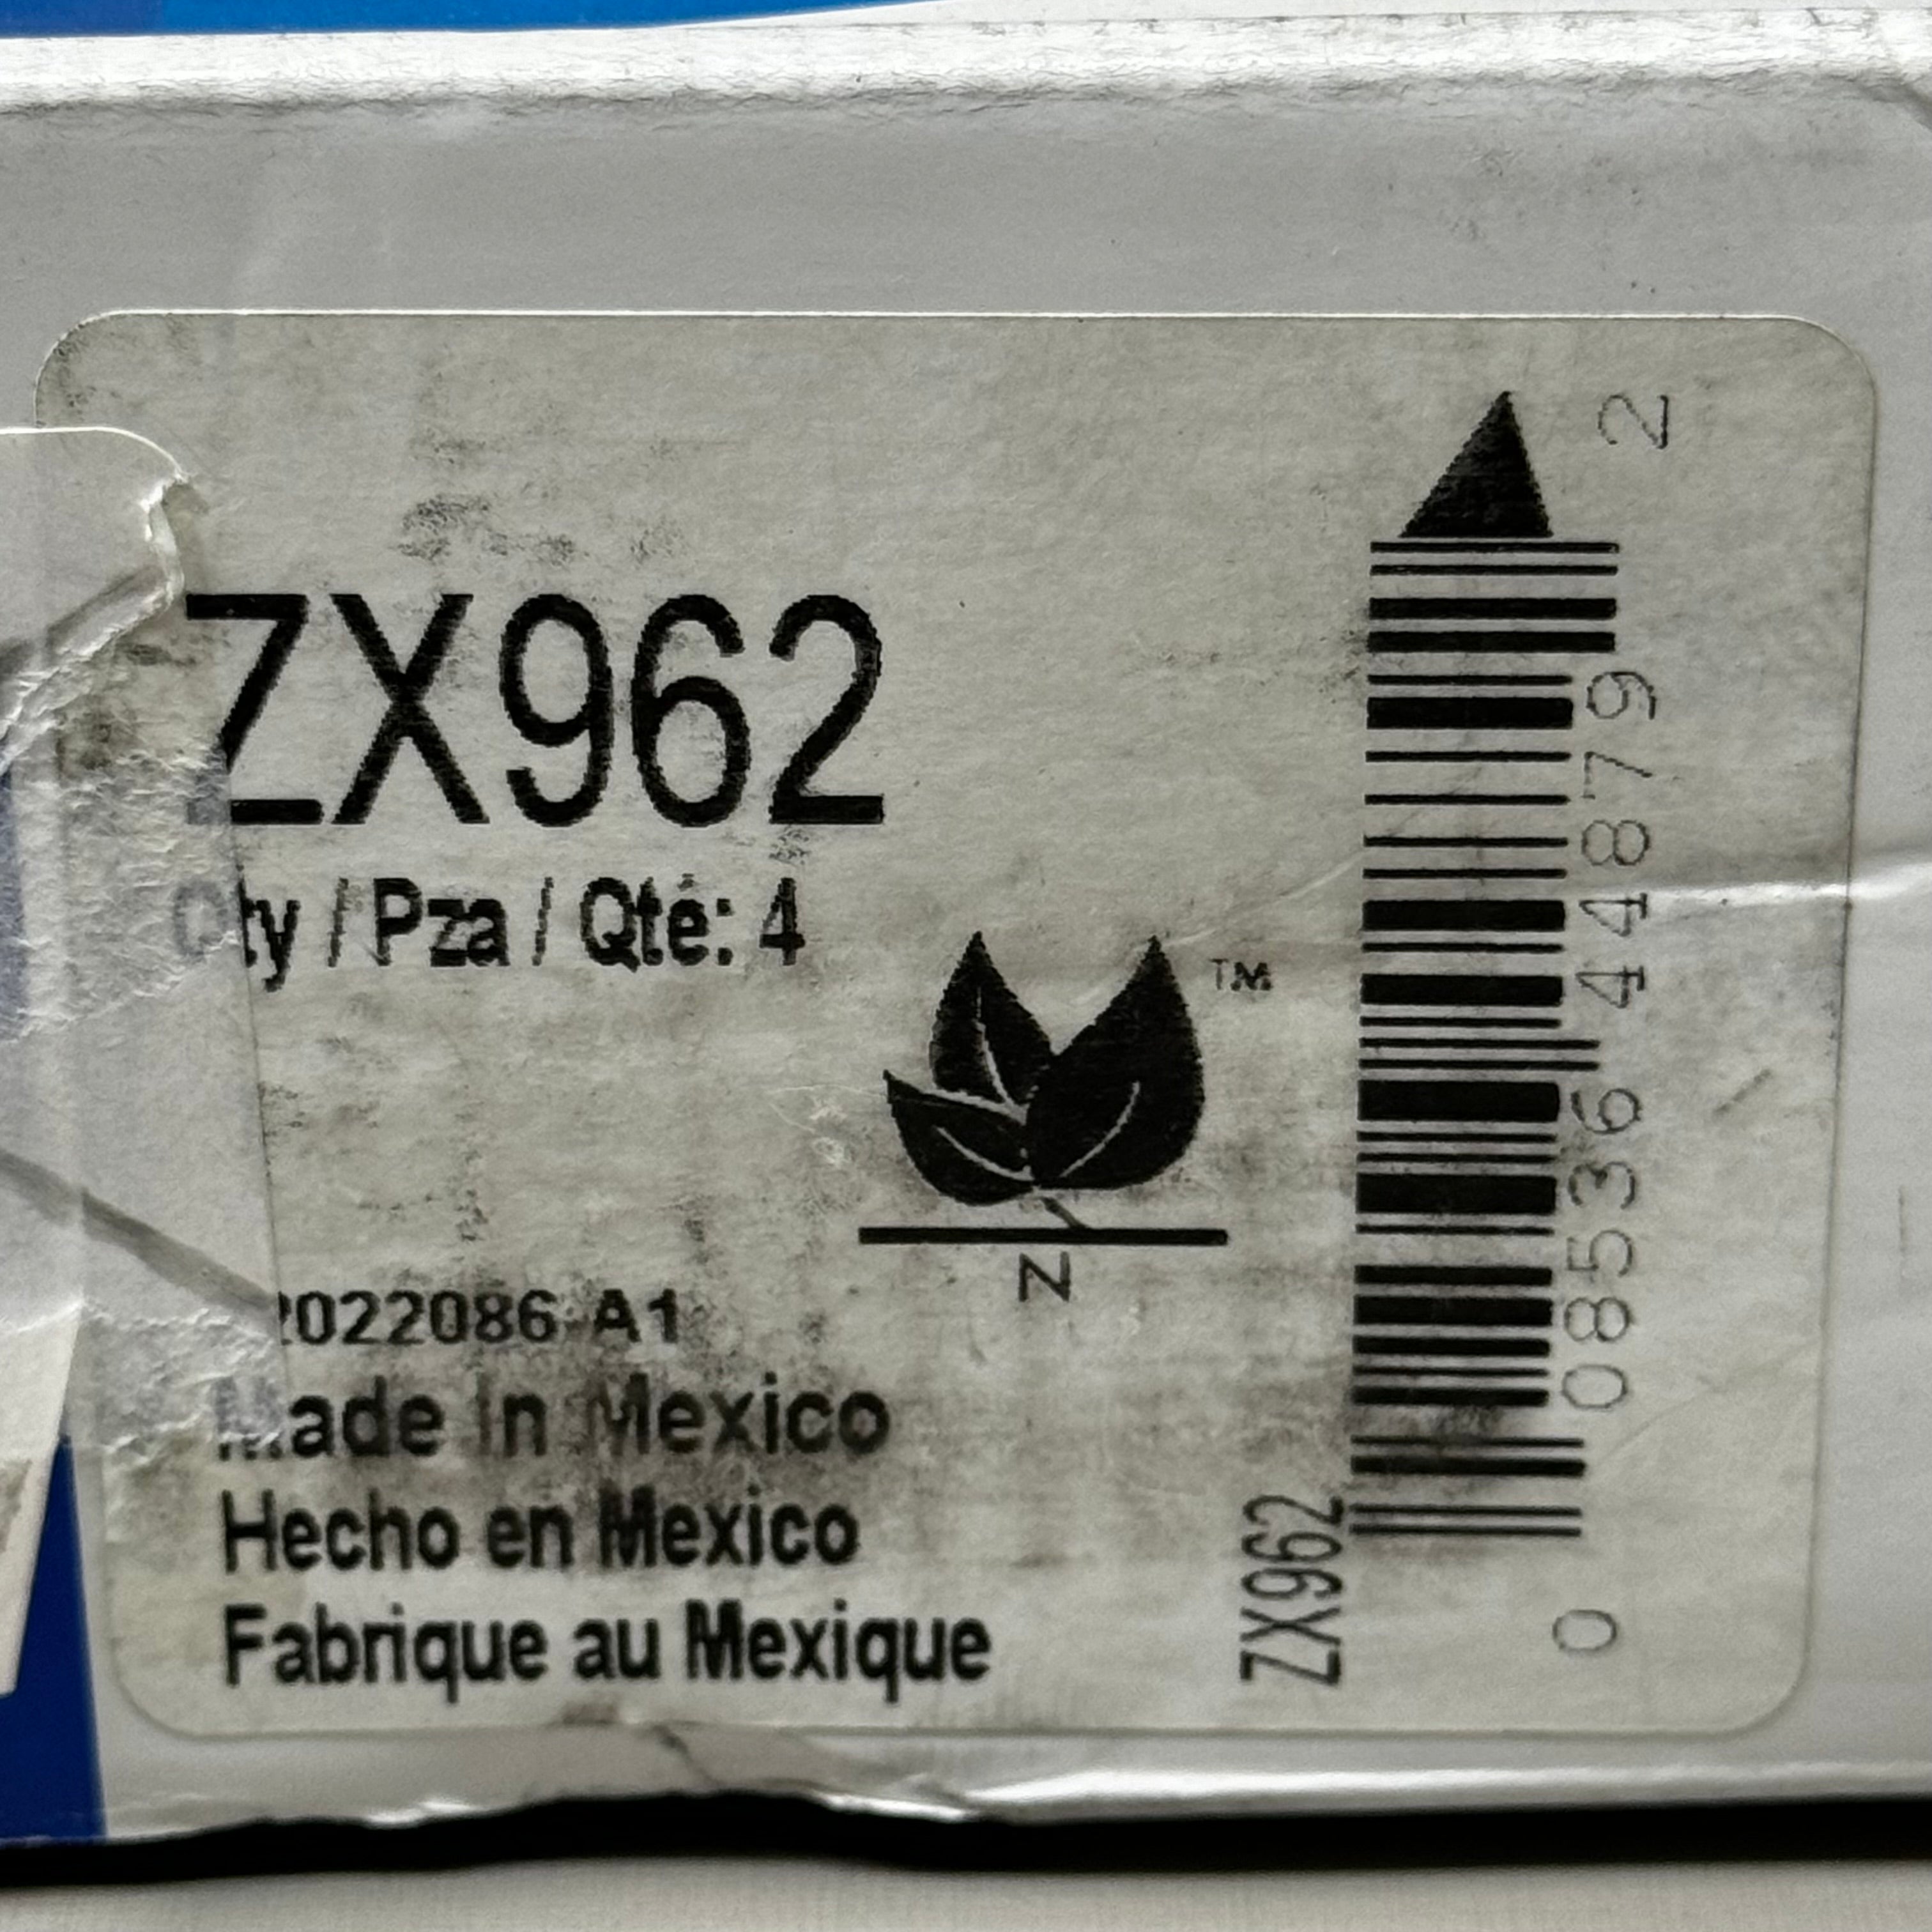 ZX962
Qty / Pza / Qté: 4
TM
N
2022086-A1
Made In Mexico
Hecho en Mexico
Fabrique au Mexique
ZX962
0 08536 44879 2